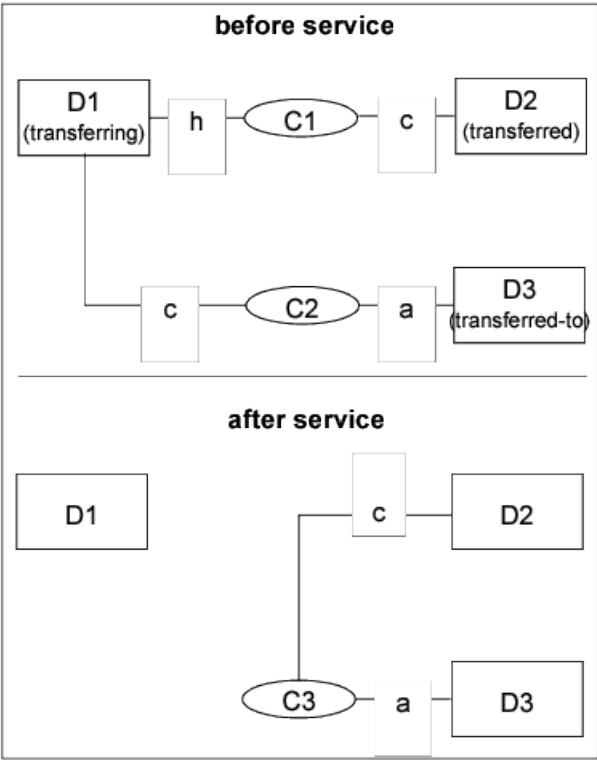 before service
D1
(transferring)
h
C1
c
D2
(transferred)
c
C2
a
D3
(transferred-to)
after service
D1
c
D2
C3
a
D3